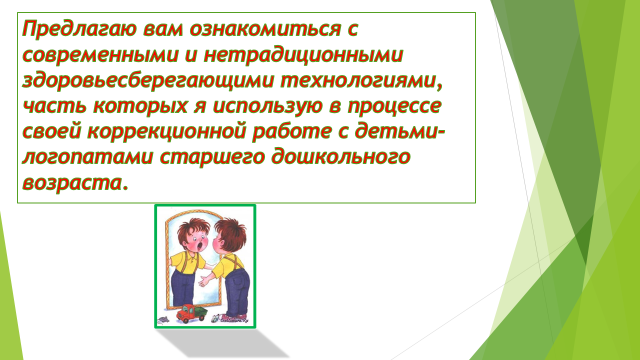 Предлагаю вам ознакомиться с
современными и нетрадиционными
здоровьесберегающими технологиями,
часть которых я использую в процессе
своей коррекционной работе с детьми-
логопатами старшего дошкольного
возраста.